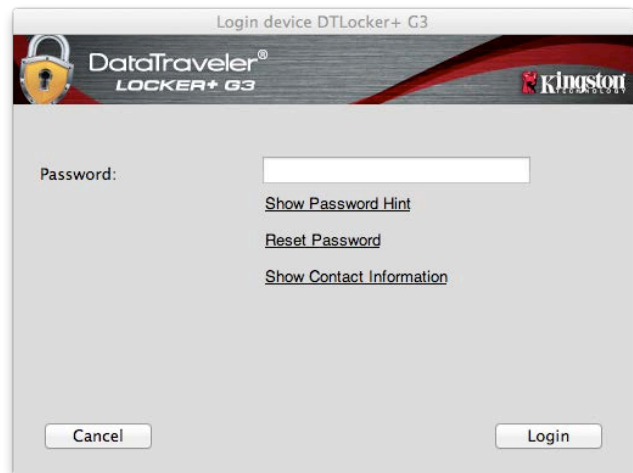 Login device DTLocker+ G3
DataTraveler®
LOCKER+ G3
Kingston
TECHNOLOGY
Password:
Show Password Hint
Reset Password
Show Contact Information
Cancel
Login